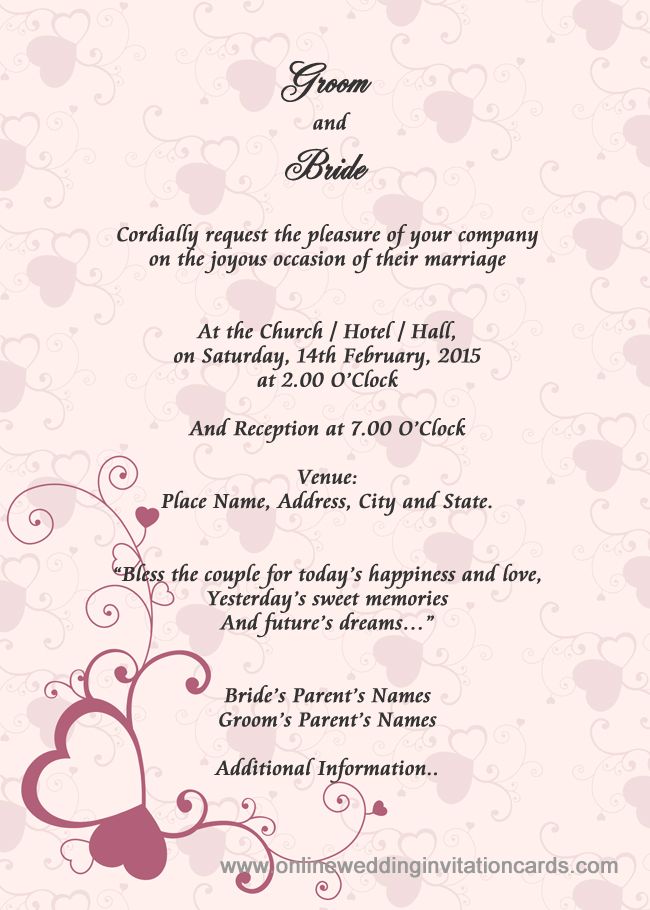 Groom
and
Bride
Cordially request the pleasure of your company
on the joyous occasion of their marriage
At the Church / Hotel / Hall,
on Saturday, 14th February, 2015
at 2.00 O’Clock
And Reception at 7.00 O’Clock
Venue:
Place Name, Address, City and State.
“Bless the couple for today’s happiness and love,
Yesterday’s sweet memories
And future’s dreams…”
Bride’s Parent’s Names
Groom’s Parent’s Names
Additional Information..
www.onlineweddinginvitationcards.com